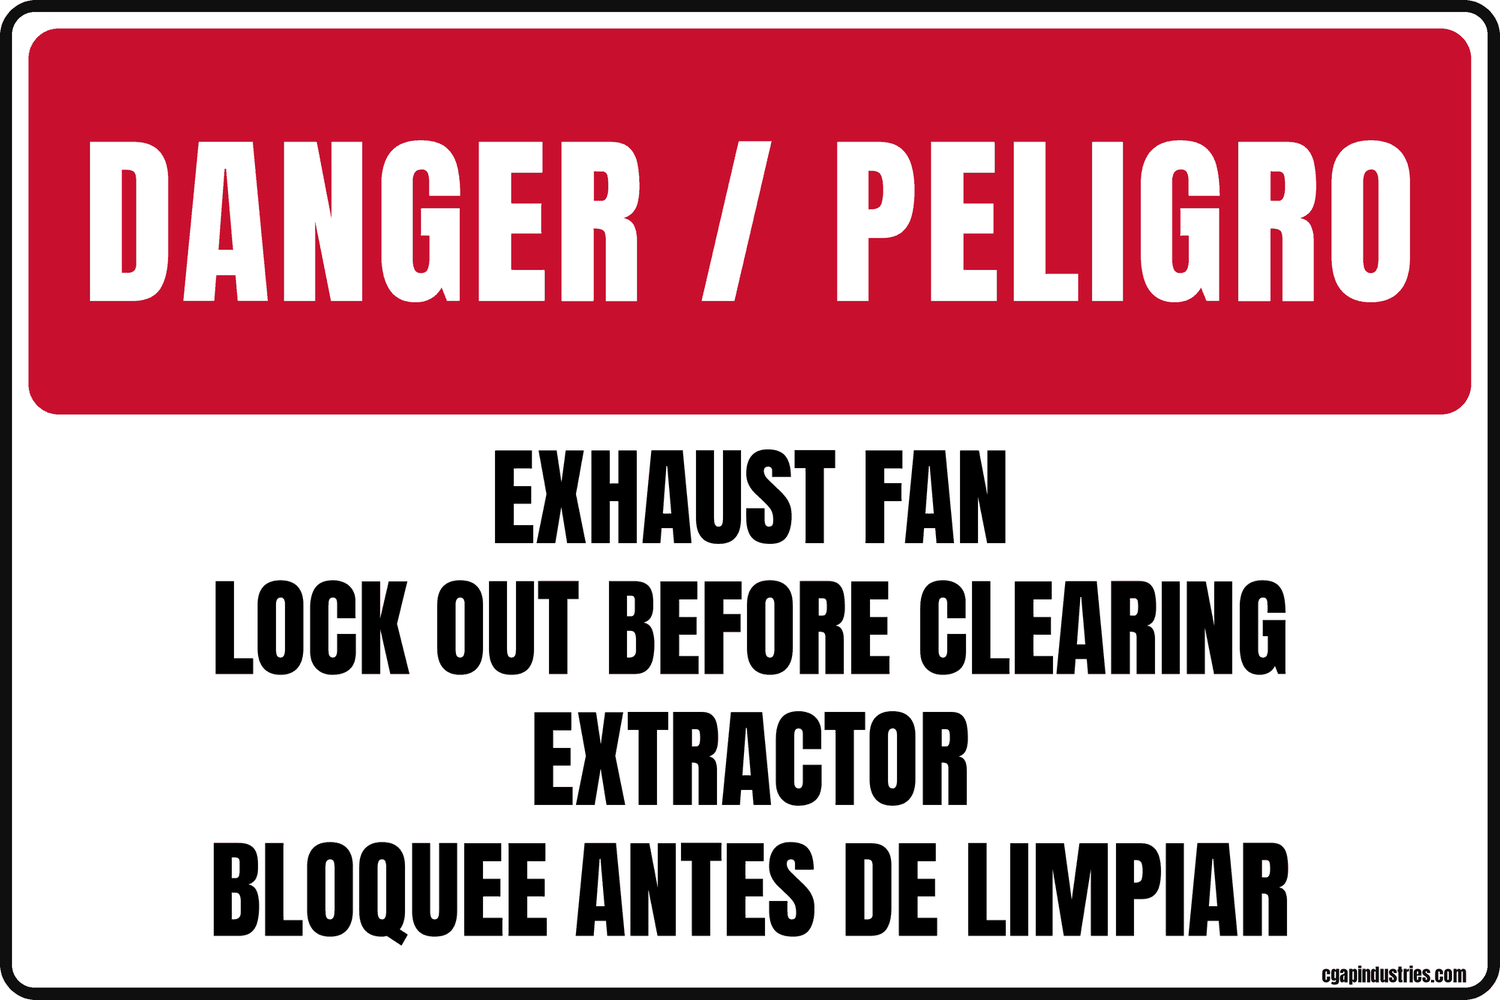 DANGER / PELIGRO
EXHAUST FAN
LOCK OUT BEFORE CLEARING
EXTRACTOR
BLOQUEE ANTES DE LIMPIAR
cgapindustries.com